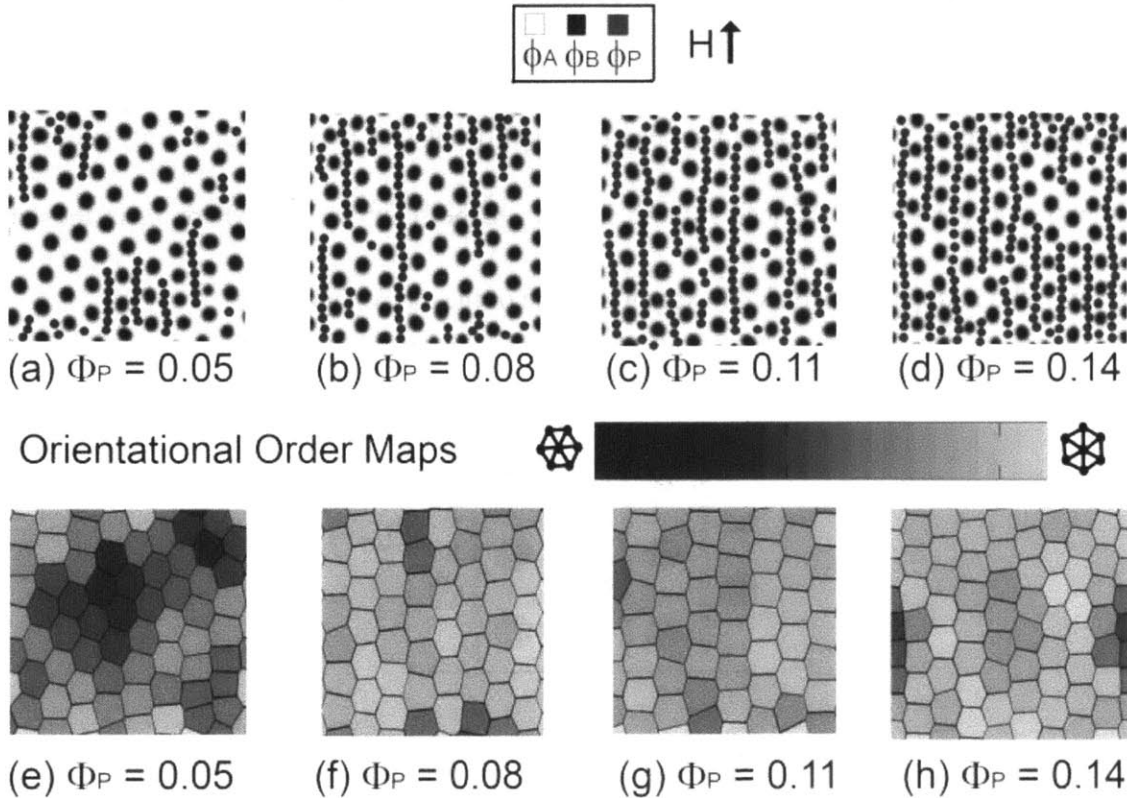 ϕA ϕB ϕP
H
(a) ΦP = 0.05
(b) ΦP = 0.08
(c) ΦP = 0.11
(d) ΦP = 0.14
Orientational Order Maps
(e) ΦP = 0.05
(f) ΦP = 0.08
(g) ΦP = 0.11
(h) ΦP = 0.14